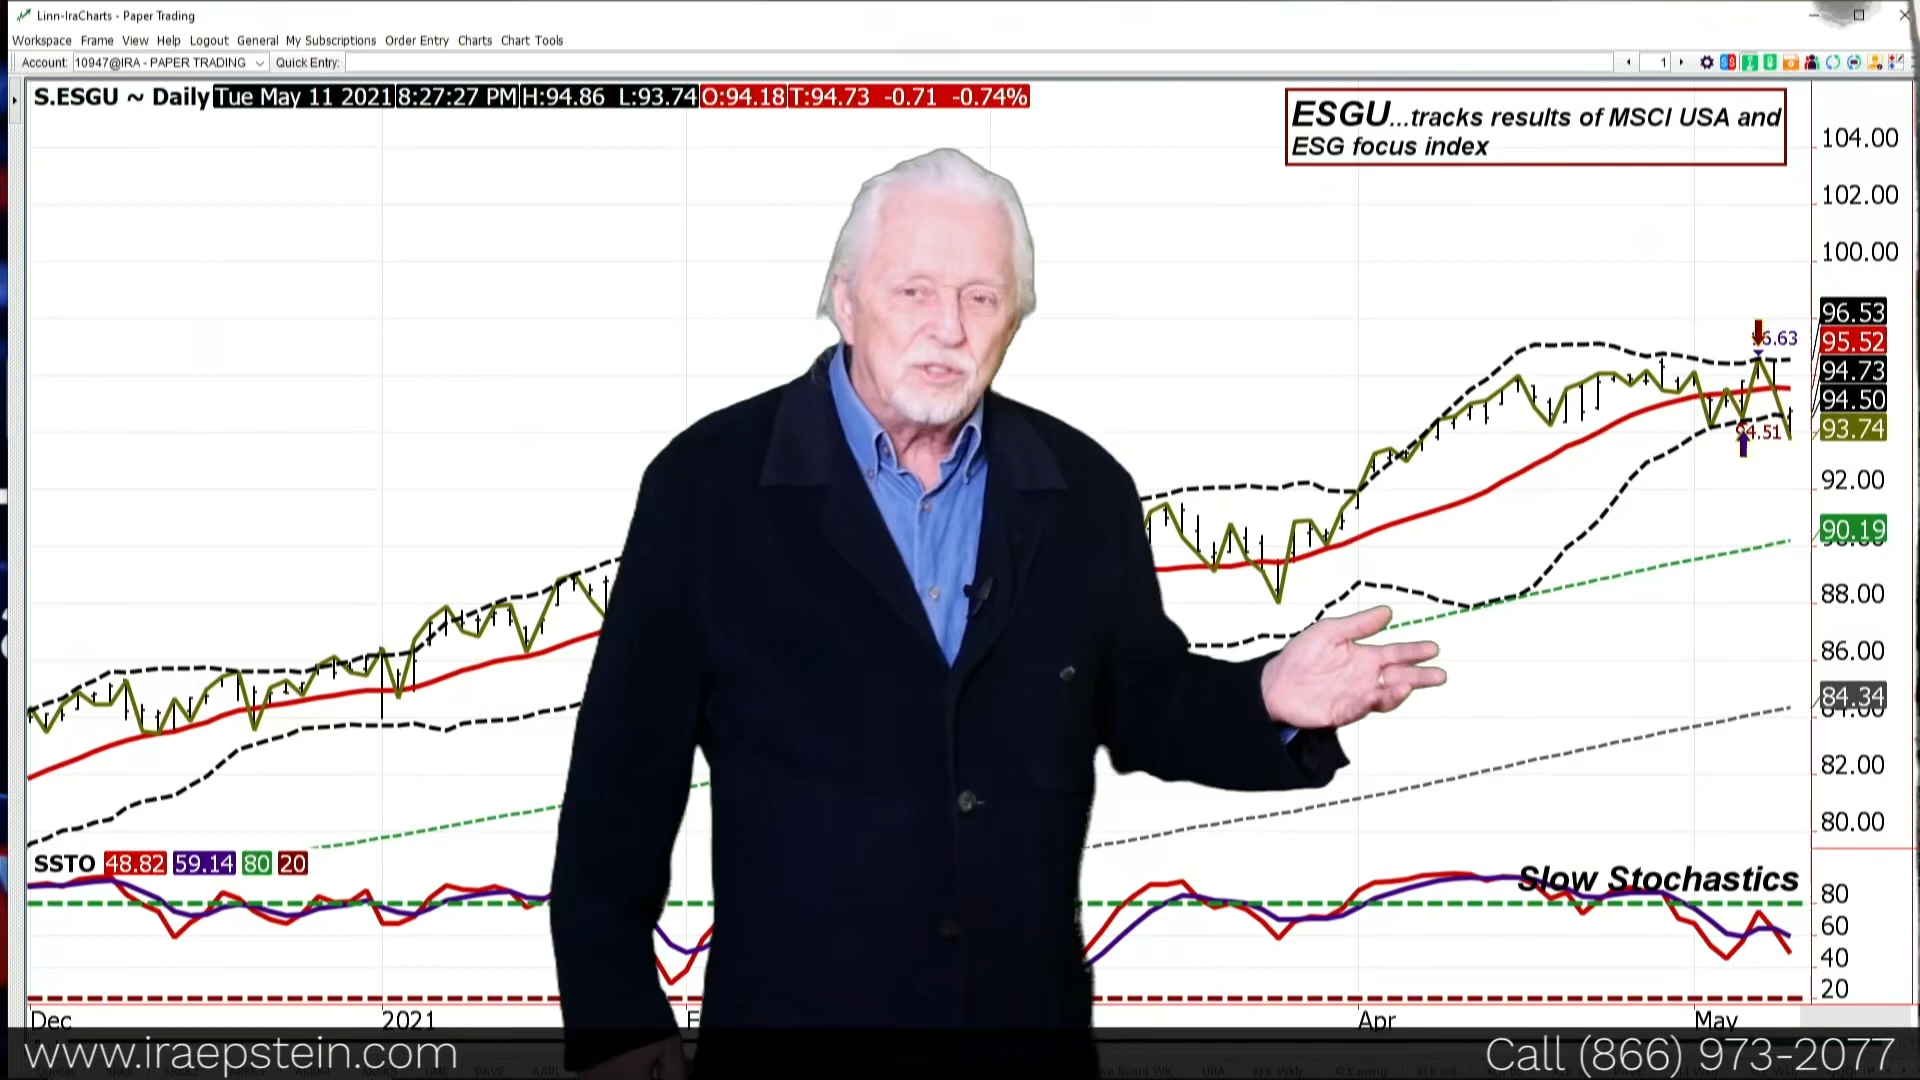 Linn-IraCharts - Paper Trading
Workspace Frame View Help Logout General My Subscriptions Order Entry Charts Chart Tools
Account: 10947@IRA - PAPER TRADING Quick Entry: 1
S.ESGU ~ Daily Tue May 11 2021 8:27:27 PM H:94.86 L:93.74 O:94.18 T:94.73 -0.71 -0.74%
ESGU...tracks results of MSCI USA and
ESG focus index
104.00
102.00
100.00
96.53
95.52
94.73
94.50
93.74
94.51
92.00
90.19
88.00
86.00
84.34
84.00
82.00
80.00
SSTO 48.82 59.14 80 20
Slow Stochastics
80
60
40
20
Dec 2021 F Apr May
www.iraepstein.com Call (866) 973-2077